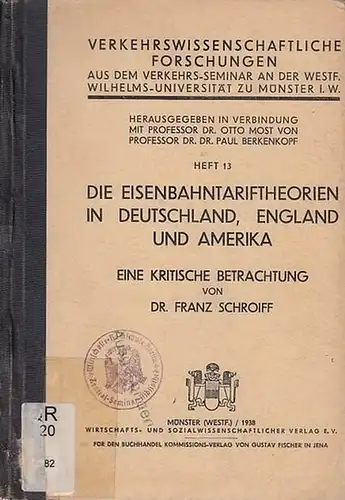 VERKEHRSWISSENSCHAFTLICHE
FORSCHUNGEN
AUS DEM VERKEHRS-SEMINAR AN DER WESTF.
WILHELMS-UNIVERSITÄT ZU MÜNSTER I. W.
HERAUSGEGEBEN IN VERBINDUNG
MIT PROFESSOR DR. OTTO MOST VON
PROFESSOR DR. DR. PAUL BERKENKOPF
HEFT 13
DIE EISENBAHNTARIFTHEORIEN
IN DEUTSCHLAND, ENGLAND
UND AMERIKA
EINE KRITISCHE BETRACHTUNG
VON
DR. FRANZ SCHROIFF
MÜNSTER (WESTF.) / 1938
WIRTSCHAFTS- UND SOZIALWISSENSCHAFTLICHER VERLAG E. V.
FÜR DEN BUCHHANDEL KOMMISSIONS-VERLAG VON GUSTAV FISCHER IN JENA
QR
20
82